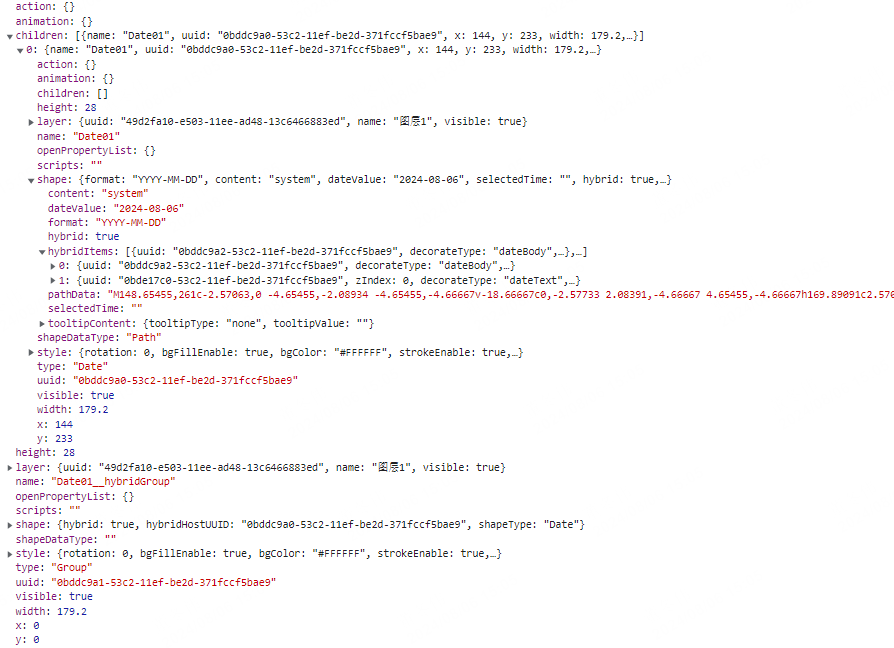 action: {}
animation: {}
children: [{name: "Date01", uuid: "0bddc9a0-53c2-11ef-be2d-371fccf5bae9", x: 144, y: 233, width: 179.2,…}]
0: {name: "Date01", uuid: "0bddc9a0-53c2-11ef-be2d-371fccf5bae9", x: 144, y: 233, width: 179.2,…}
action: {}
animation: {}
children: []
height: 28
layer: {uuid: "49d2fa10-e503-11ee-ad48-13c6466883ed", name: "图层1", visible: true}
name: "Date01"
openPropertyList: {}
scripts: ""
shape: {format: "YYYY-MM-DD", content: "system", dateValue: "2024-08-06", selectedTime: "", hybrid: true,…}
content: "system"
dateValue: "2024-08-06"
format: "YYYY-MM-DD"
hybrid: true
hybridItems: [{uuid: "0bddc9a2-53c2-11ef-be2d-371fccf5bae9", decorateType: "dateBody",…},…]
0: {uuid: "0bddc9a2-53c2-11ef-be2d-371fccf5bae9", decorateType: "dateBody",…}
1: {uuid: "0bde17c0-53c2-11ef-be2d-371fccf5bae9", zIndex: 0, decorateType: "dateText",…}
pathData: "M148.65455,261c-2.57063,0 -4.65455,-2.08934 -4.65455,-4.66667v-18.66667c0,-2.57733 2.08391,-4.66667 4.65455,-4.66667h169.89091c2.576
selectedTime: ""
tooltipContent: {tooltipType: "none", tooltipValue: ""}
shapeDataType: "Path"
style: {rotation: 0, bgFillEnable: true, bgColor: "#FFFFFF", strokeEnable: true,…}
type: "Date"
uuid: "0bddc9a0-53c2-11ef-be2d-371fccf5bae9"
visible: true
width: 179.2
x: 144
y: 233
height: 28
layer: {uuid: "49d2fa10-e503-11ee-ad48-13c6466883ed", name: "图层1", visible: true}
name: "Date01__hybridGroup"
openPropertyList: {}
scripts: ""
shape: {hybrid: true, hybridHostUUID: "0bddc9a0-53c2-11ef-be2d-371fccf5bae9", shapeType: "Date"}
shapeDataType: ""
style: {rotation: 0, bgFillEnable: true, bgColor: "#FFFFFF", strokeEnable: true,…}
type: "Group"
uuid: "0bddc9a1-53c2-11ef-be2d-371fccf5bae9"
visible: true
width: 179.2
x: 0
y: 0